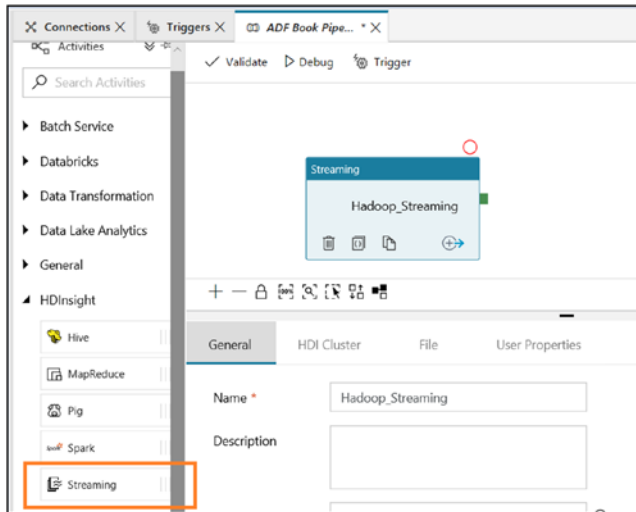 Connections
Triggers
ADF Book Pipe... *
Activities
Validate Debug Trigger
Search Activities
Batch Service
Databricks
Data Transformation
Data Lake Analytics
General
HDInsight
Hive
MapReduce
Pig
Spark
Streaming
Streaming
Hadoop_Streaming
General HDI Cluster File User Properties
Name *
Hadoop_Streaming
Description